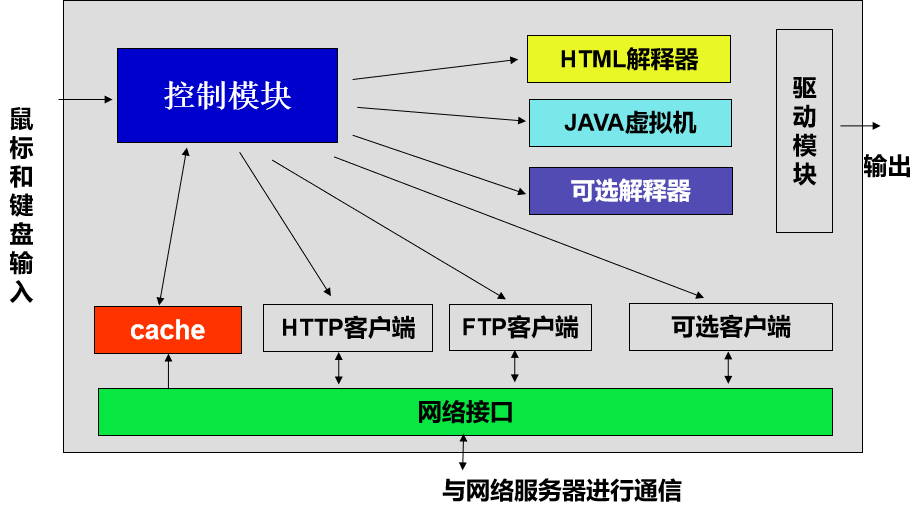 鼠标和键盘输入
控制模块
HTML解释器
JAVA虚拟机
可选解释器
驱动模块
输出
cache
HTTP客户端
FTP客户端
可选客户端
网络接口
与网络服务器进行通信